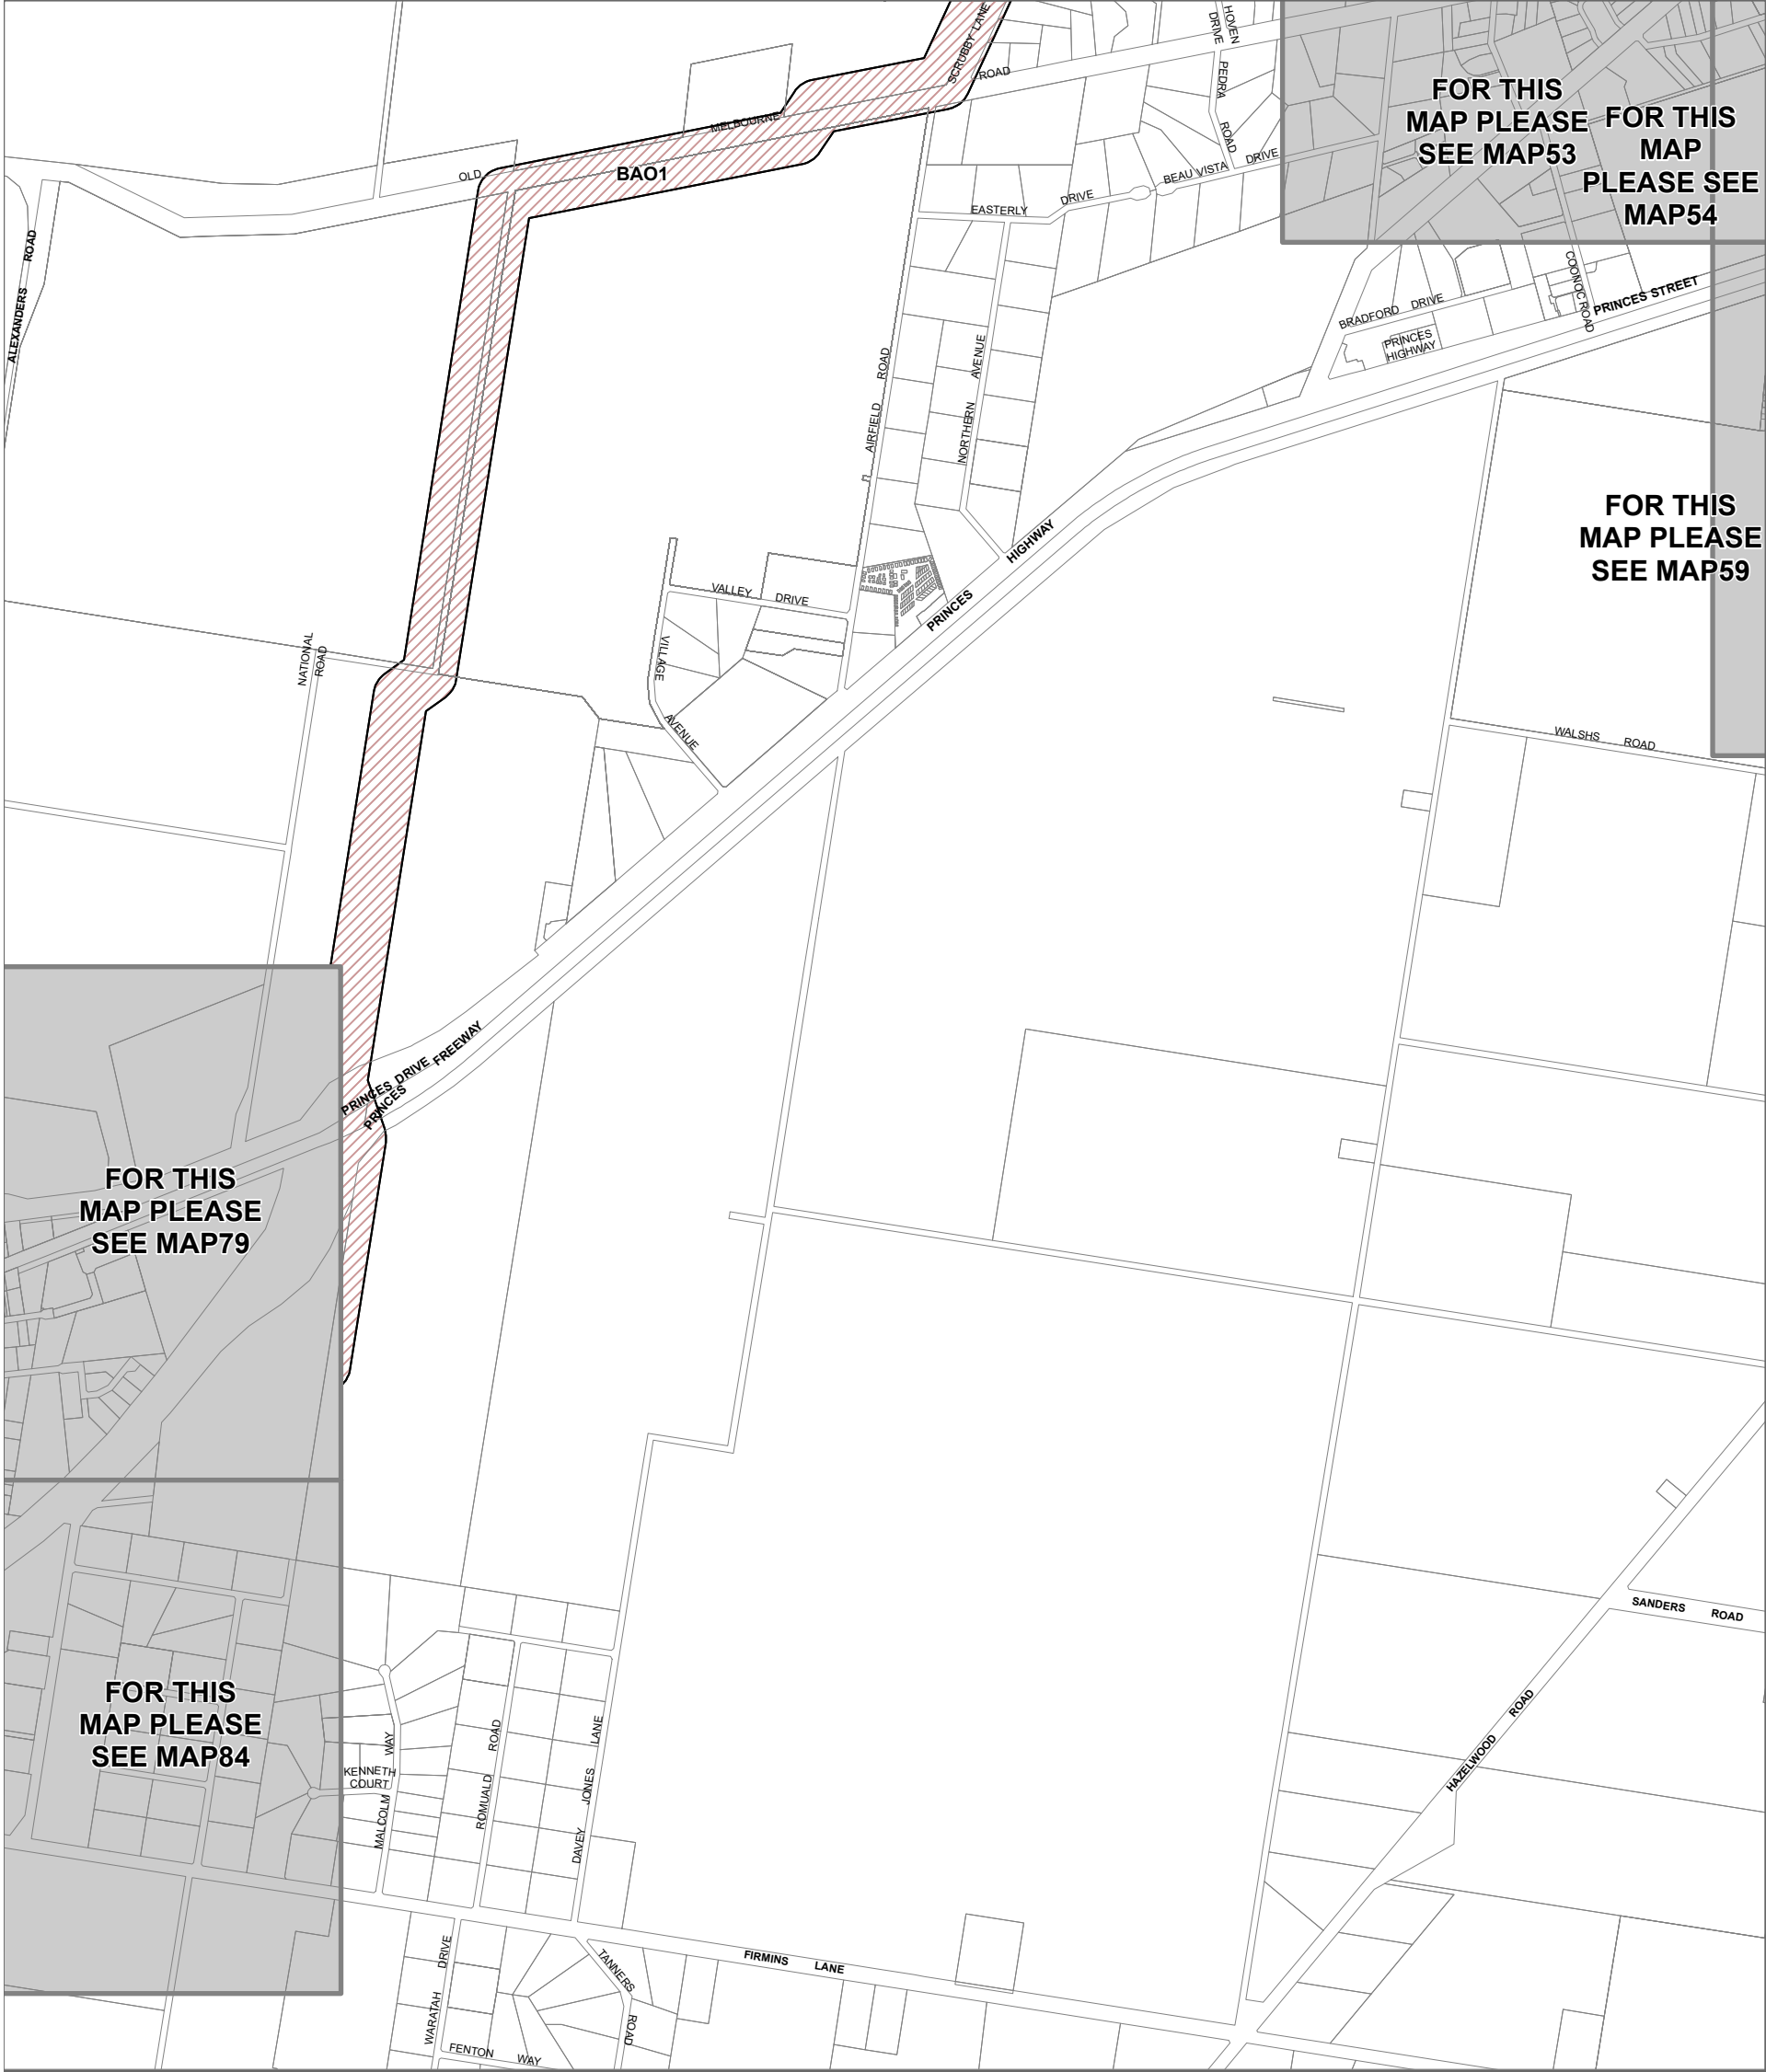 SCRUBBY LANE
ROAD
HOVEN
DRIVE
PEDRA
ROAD
FOR THIS
MAP PLEASE
SEE MAP53
FOR THIS
MAP
PLEASE SEE
MAP54
MELBOURNE
OLD
BAO1
BEAU VISTA DRIVE
EASTERLY DRIVE
ALEXANDERS ROAD
COONOC ROAD
PRINCES STREET
BRADFORD DRIVE
PRINCES
HIGHWAY
AIRFIELD ROAD
NORTHERN AVENUE
FOR THIS
MAP PLEASE
SEE MAP59
PRINCES HIGHWAY
VALLEY DRIVE
VILLAGE AVENUE
NATIONAL
ROAD
WALSHS ROAD
PRINCES DRIVE
PRINCES FREEWAY
FOR THIS
MAP PLEASE
SEE MAP79
SANDERS ROAD
HAZELWOOD ROAD
FOR THIS
MAP PLEASE
SEE MAP84
KENNETH
COURT
MALCOLM WAY
ROMUALD ROAD
DAVEY JONES LANE
FIRMINS LANE
TANNERS ROAD
WARATAH DRIVE
FENTON WAY